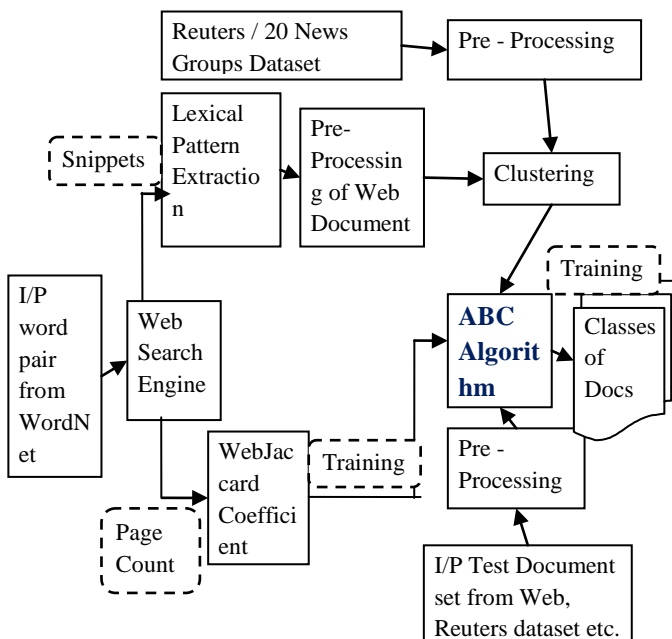 Reuters / 20 News
Groups Dataset
Pre - Processing
Snippets
Lexical
Pattern
Extractio
n
Pre-
Processin
g of Web
Document
Clustering
Training
I/P
word
pair
from
WordN
et
Web
Search
Engine
ABC
Algorit
hm
Classes
of
Docs
WebJac
card
Coefficie
nt
Training
Pre -
Processing
Page
Count
I/P Test Document
set from Web,
Reuters dataset etc.